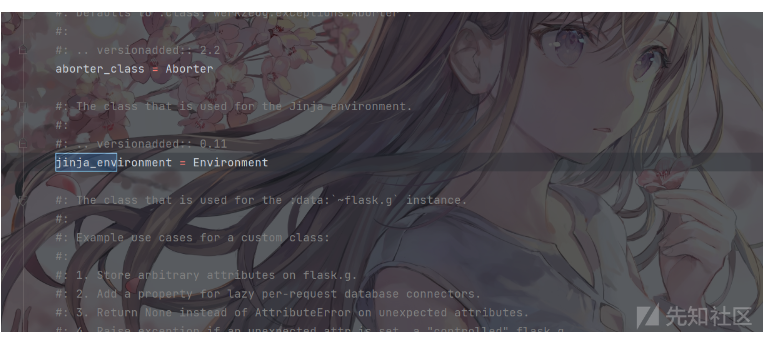 #: Defaults to :class:`werkzeug.exceptions.Aborter`.
#:
#: .. versionadded:: 2.2
aborter_class = Aborter
#: The class that is used for the Jinja environment.
#:
#: .. versionadded:: 0.11
jinja_environment = Environment
#: The class that is used for the :data:`~flask.g` instance.
#:
#: Example use cases for a custom class:
#:
#: 1. Store arbitrary attributes on flask.g.
#: 2. Add a property for lazy per-request database connectors.
#: 3. Return None instead of AttributeError on unexpected attributes.
#: 4. Raise exception if an unexpected attr is set, a "controlled" flask.g
先知社区